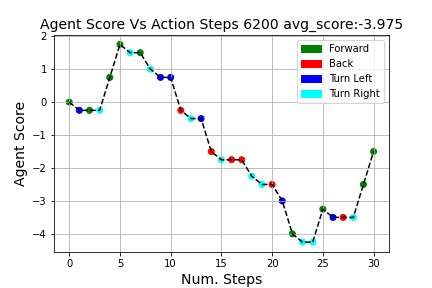 Agent Score Vs Action Steps 6200 avg_score:-3.975
Forward
Back
Turn Left
Turn Right
Agent Score
2
1
0
−1
−2
−3
−4
0 5 10 15 20 25 30
Num. Steps